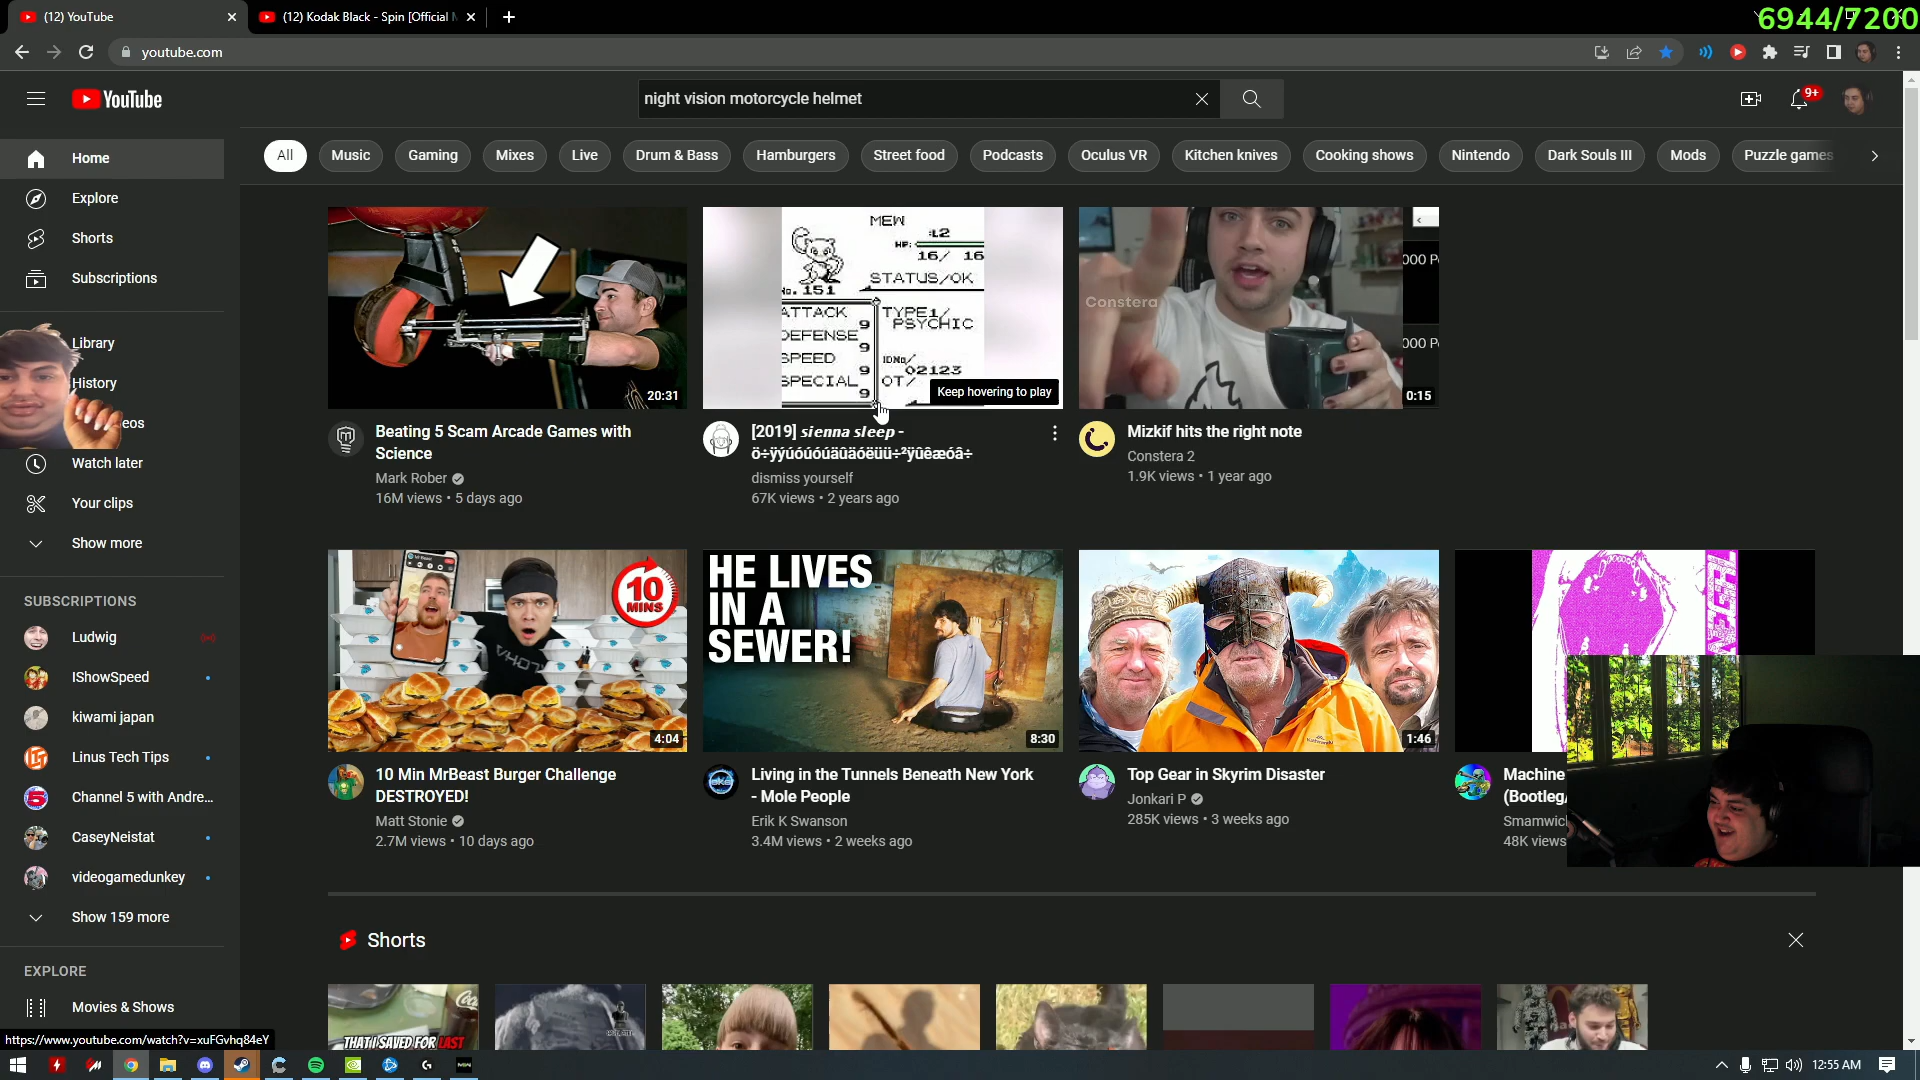 (12) YouTube
(12) Kodak Black - Spin [Official
6944/7200
youtube.com
YouTube
night vision motorcycle helmet
9+
Home
Explore
Shorts
Subscriptions
Library
History
eos
Watch later
Your clips
Show more
SUBSCRIPTIONS
Ludwig
IShowSpeed
kiwami japan
Linus Tech Tips
Channel 5 with Andre...
CaseyNeistat
videogamedunkey
Show 159 more
EXPLORE
Movies & Shows
https://www.youtube.com/watch?v=xuFGvhq84eY
All
Music
Gaming
Mixes
Live
Drum & Bass
Hamburgers
Street food
Podcasts
Oculus VR
Kitchen knives
Cooking shows
Nintendo
Dark Souls III
Mods
Puzzle games
20:31
Beating 5 Scam Arcade Games with
Science
Mark Rober
16M views • 5 days ago
MEW
:L2
HP:
16/ 16
STATUS/OK
No.151
ATTACK
9
DEFENSE
9
SPEED
9
SPECIAL
9
TYPE1/
PSYCHIC
IDNo/
02123
OT/
Keep hovering to play
[2019] sienna sleep -
ö÷ÿýúóúóúäûäóëüü÷²ÿûêæóâ÷
dismiss yourself
67K views • 2 years ago
Constera
000 P
000 P
0:15
Mizkif hits the right note
Constera 2
1.9K views • 1 year ago
10
MINS
4:04
10 Min MrBeast Burger Challenge
DESTROYED!
Matt Stonie
2.7M views • 10 days ago
HE LIVES
IN A
SEWER!
8:30
Living in the Tunnels Beneath New York
- Mole People
Erik K Swanson
3.4M views • 2 weeks ago
1:46
Top Gear in Skyrim Disaster
Jonkari P
285K views • 3 weeks ago
Machine
(Bootleg
Smamwic
48K views
Shorts
THAT I SAVED FOR LAST
12:55 AM